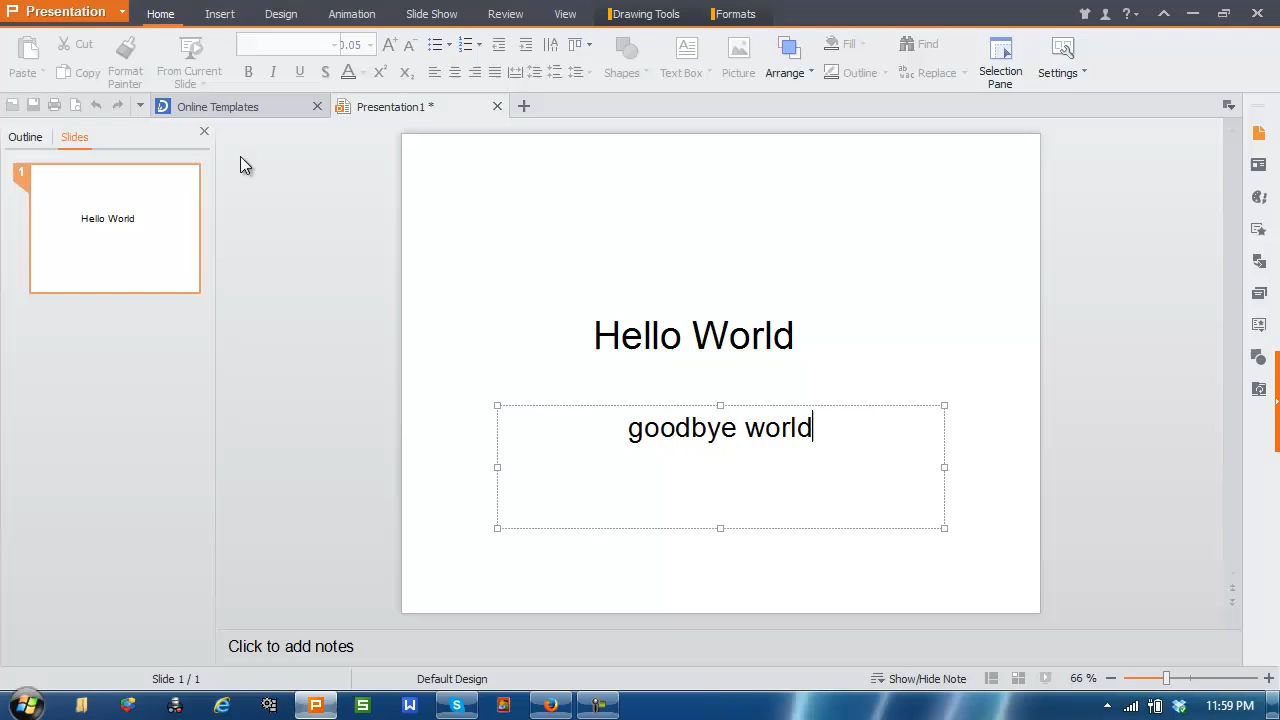 Presentation
Home
Insert
Design
Animation
Slide Show
Review
View
Drawing Tools
Formats
Paste
Cut
Copy
Format
Painter
From Current
Slide
0.05
B I U S A X² X₂
Shapes
Text Box
Picture
Arrange
Fill
Outline
Find
Replace
Selection
Pane
Settings
Online Templates
Presentation1 *
Outline
Slides
1
Hello World
Hello World
goodbye world
Click to add notes
Slide 1 / 1
Default Design
Show/Hide Note
66 %
11:59 PM